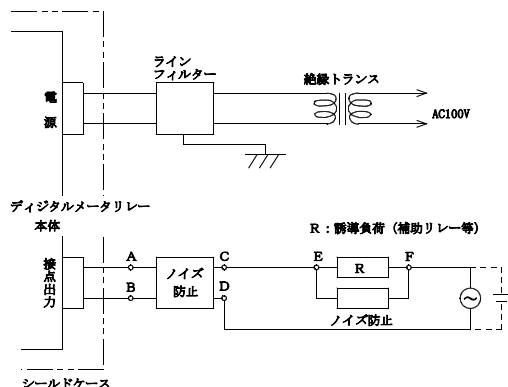 ライン
フィルター
絶縁トランス
電源
AC100V
ディジタルメータリレー
本体
R:誘導負荷(補助リレー等)
接点出力
A
B
ノイズ
防止
C
D
E
R
F
ノイズ防止
~
シールドケース